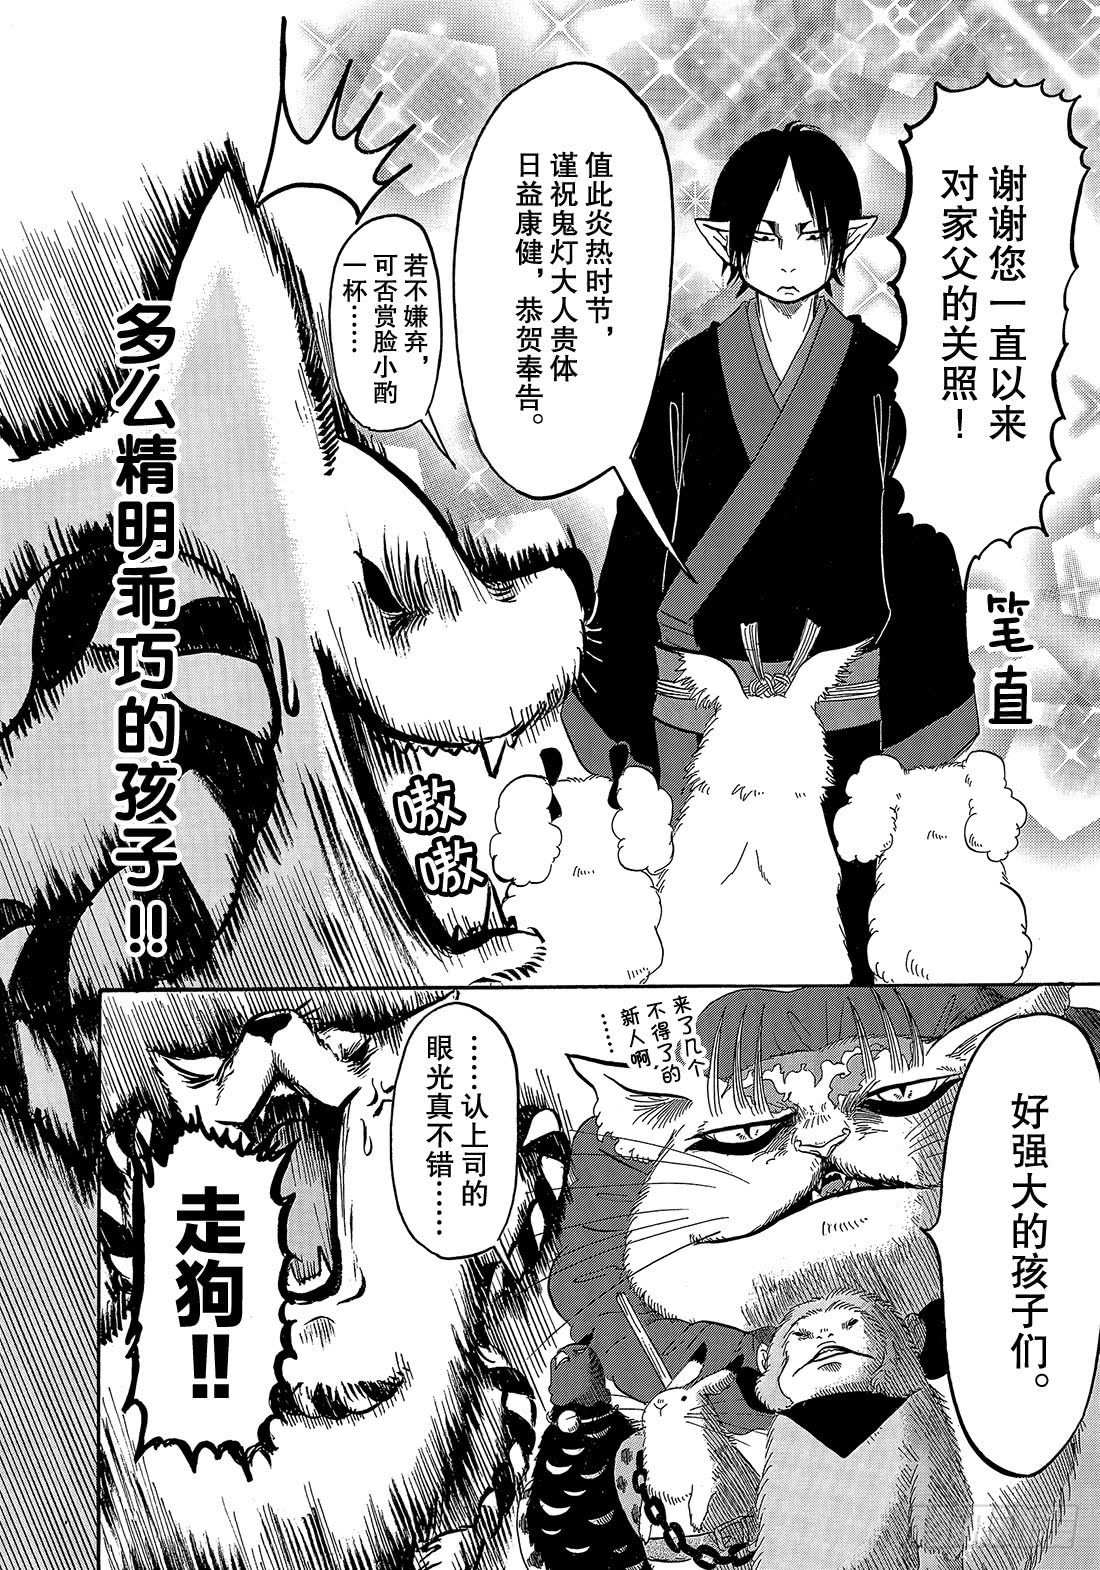 谢谢您一直以来
对家父的关照！
笔直
值此炎热时节，
谨祝鬼灯大人贵体
日益康健，恭贺奉告。
若不嫌弃，
可否赏脸小酌
一杯……
嗷
嗷
多么精明乖巧的孩子!!
好强大的孩子们。
来了几个
不得了的
新人啊，
……
……认上司的
眼光真不错……
走狗!!